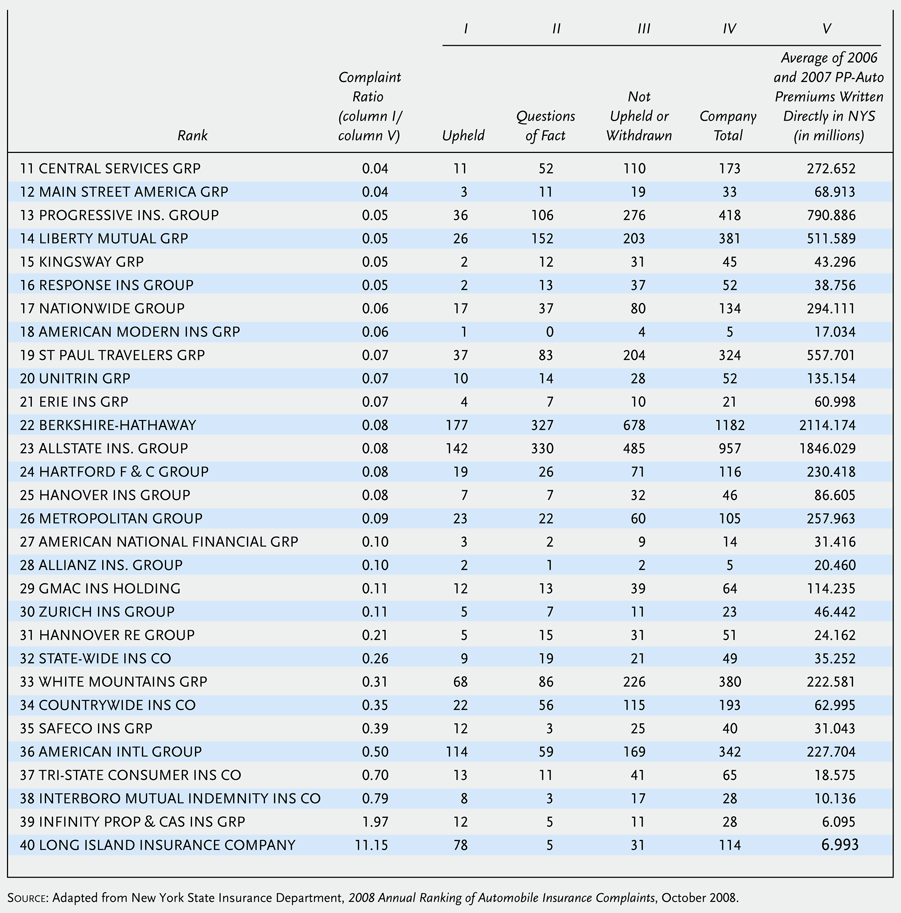 I II III IV V
Average of 2006
and 2007 PP-Auto
Premiums Written
Directly in NYS
(in millions)
Complaint
Ratio
(column I/
column V)
Not
Upheld or
Withdrawn
Questions
of Fact
Company
Total
Rank Upheld
11 CENTRAL SERVICES GRP 0.04 11 52 110 173 272.652
12 MAIN STREET AMERICA GRP 0.04 3 11 19 33 68.913
13 PROGRESSIVE INS. GROUP 0.05 36 106 276 418 790.886
14 LIBERTY MUTUAL GRP 0.05 26 152 203 381 511.589
15 KINGSWAY GRP 0.05 2 12 31 45 43.296
16 RESPONSE INS GROUP 0.05 2 13 37 52 38.756
17 NATIONWIDE GROUP 0.06 17 37 80 134 294.111
18 AMERICAN MODERN INS GRP 0.06 1 0 4 5 17.034
19 ST PAUL TRAVELERS GRP 0.07 37 83 204 324 557.701
20 UNITRIN GRP 0.07 10 14 28 52 135.154
21 ERIE INS GRP 0.07 4 7 10 21 60.998
22 BERKSHIRE-HATHAWAY 0.08 177 327 678 1182 2114.174
23 ALLSTATE INS. GROUP 0.08 142 330 485 957 1846.029
24 HARTFORD F & C GROUP 0.08 19 26 71 116 230.418
25 HANOVER INS GROUP 0.08 7 7 32 46 86.605
26 METROPOLITAN GROUP 0.09 23 22 60 105 257.963
27 AMERICAN NATIONAL FINANCIAL GRP 0.10 3 2 9 14 31.416
28 ALLIANZ INS. GROUP 0.10 2 1 2 5 20.460
29 GMAC INS HOLDING 0.11 12 13 39 64 114.235
30 ZURICH INS GROUP 0.11 5 7 11 23 46.442
31 HANNOVER RE GROUP 0.21 5 15 31 51 24.162
32 STATE-WIDE INS CO 0.26 9 19 21 49 35.252
33 WHITE MOUNTAINS GRP 0.31 68 86 226 380 222.581
34 COUNTRYWIDE INS CO 0.35 22 56 115 193 62.995
35 SAFECO INS GRP 0.39 12 3 25 40 31.043
36 AMERICAN INTL GROUP 0.50 114 59 169 342 227.704
37 TRI-STATE CONSUMER INS CO 0.70 13 11 41 65 18.575
38 INTERBORO MUTUAL INDEMNITY INS CO 0.79 8 3 17 28 10.136
39 INFINITY PROP & CAS INS GRP 1.97 12 5 11 28 6.095
40 LONG ISLAND INSURANCE COMPANY 11.15 78 5 31 114 6.993
SOURCE: Adapted from New York State Insurance Department, 2008 Annual Ranking of Automobile Insurance Complaints, October 2008.